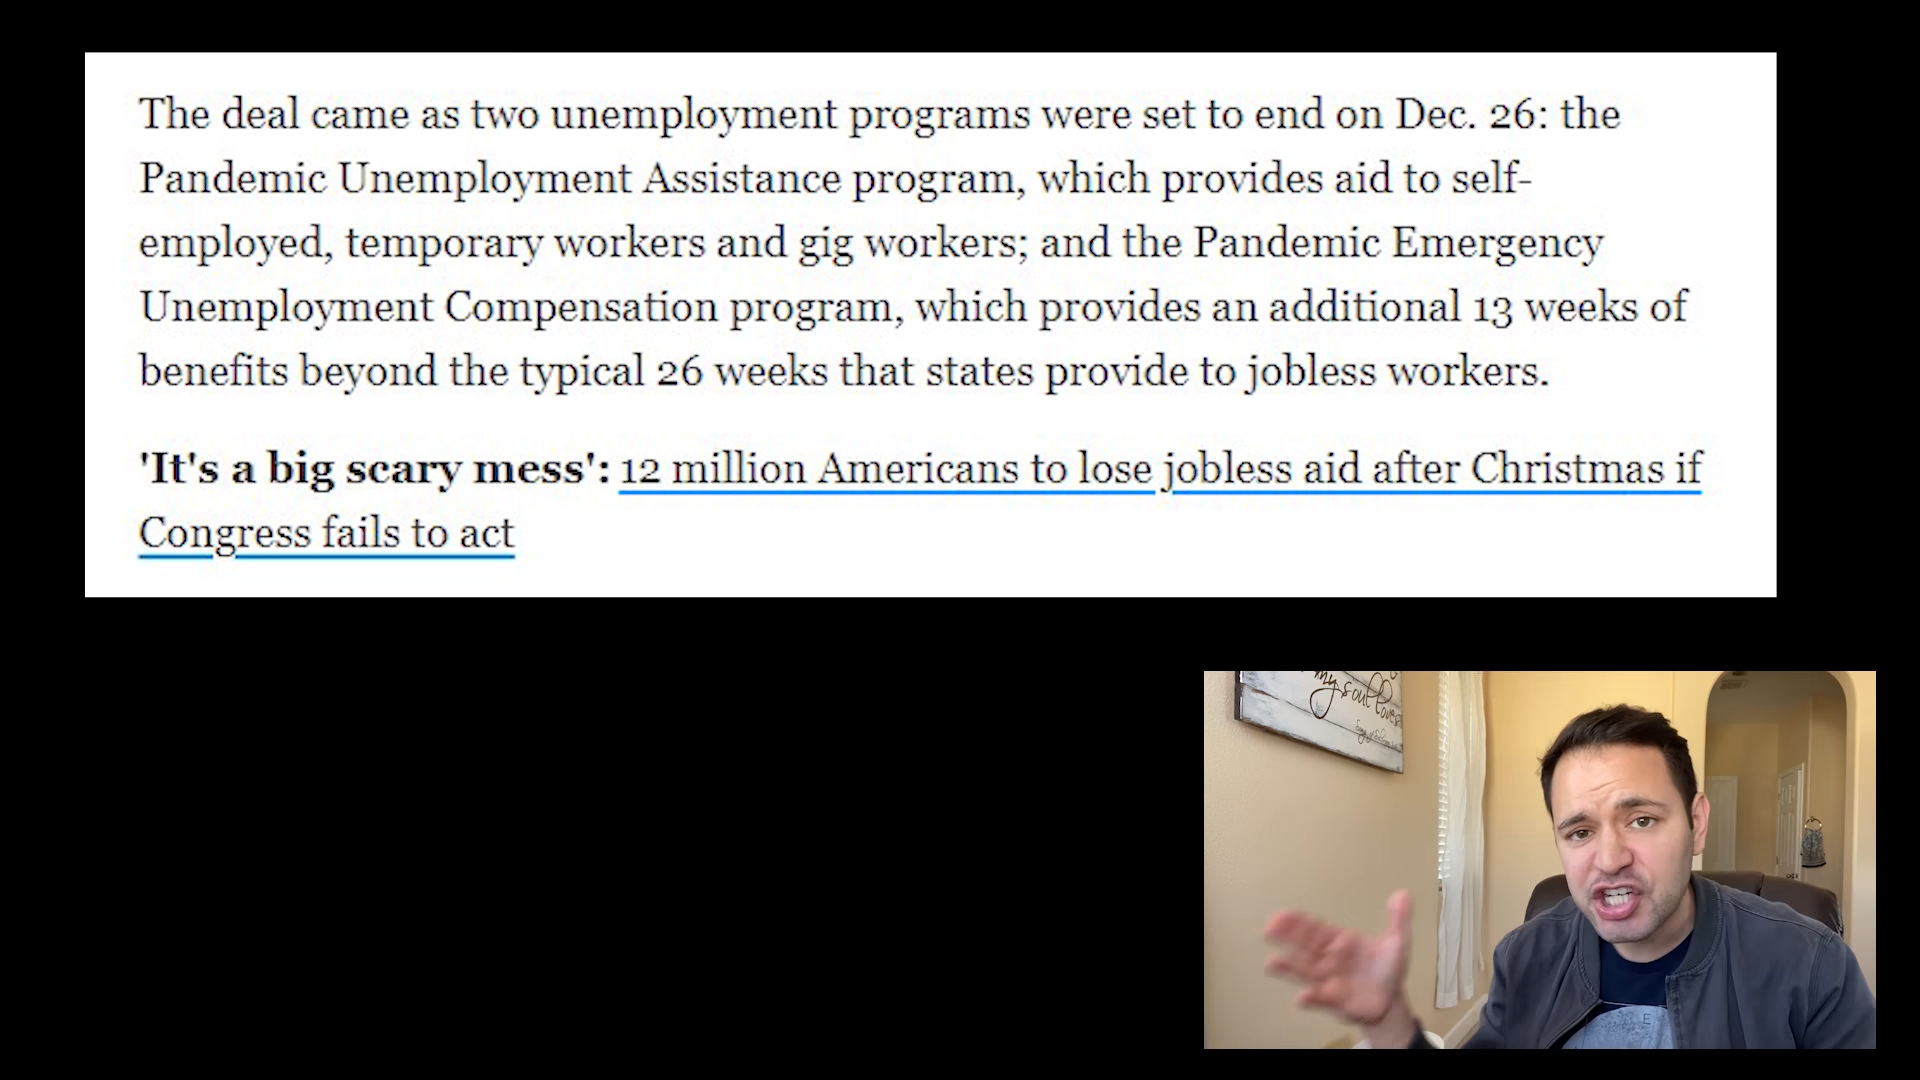 The deal came as two unemployment programs were set to end on Dec. 26: the
Pandemic Unemployment Assistance program, which provides aid to self-
employed, temporary workers and gig workers; and the Pandemic Emergency
Unemployment Compensation program, which provides an additional 13 weeks of
benefits beyond the typical 26 weeks that states provide to jobless workers.
'It's a big scary mess': 12 million Americans to lose jobless aid after Christmas if
Congress fails to act
my soul loves